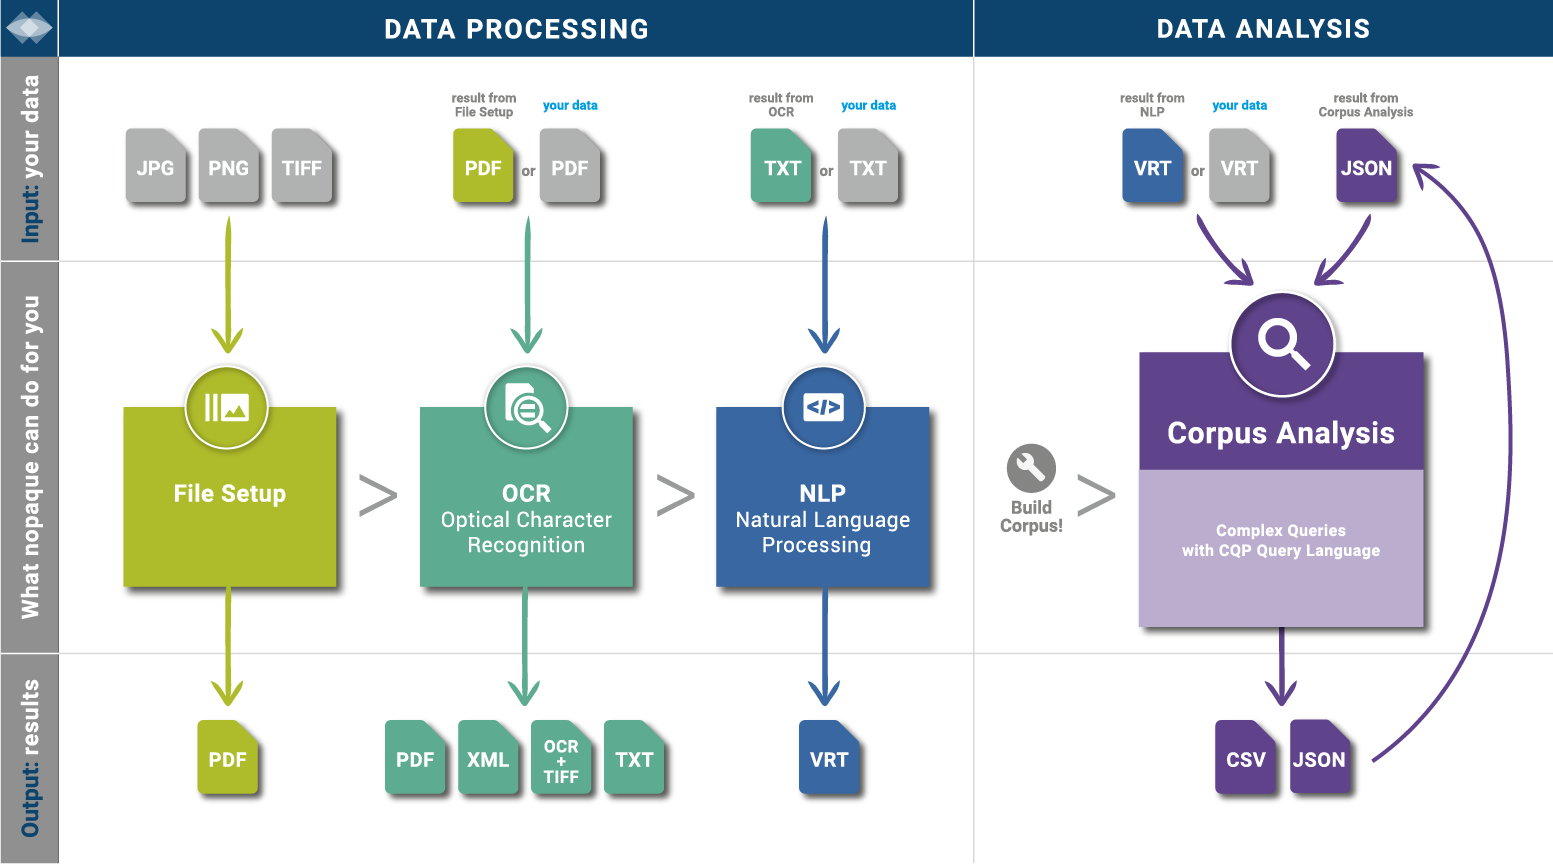 DATA PROCESSING
DATA ANALYSIS
Input: your data
JPG
PNG
TIFF
result from
File Setup
your data
PDF
or
PDF
result from
OCR
your data
TXT
or
TXT
result from
NLP
your data
VRT
or
VRT
result from
Corpus Analysis
JSON
What nopaque can do for you
File Setup
>
OCR
Optical Character
Recognition
>
</>
NLP
Natural Language
Processing
Build
Corpus!
>
Corpus Analysis
Complex Queries
with CQP Query Language
Output: results
PDF
PDF
XML
OCR
+
TIFF
TXT
VRT
CSV
JSON